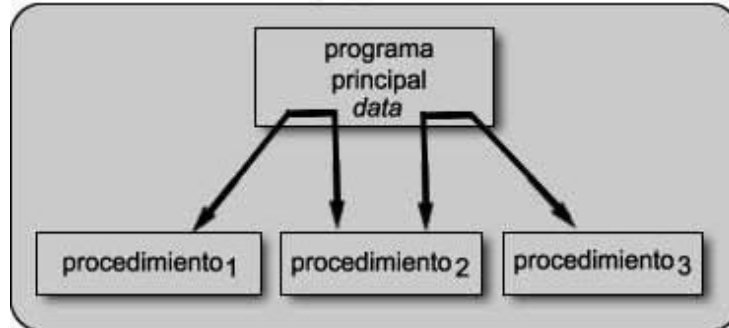 programa
principal
data
procedimiento1
procedimiento2
procedimiento3